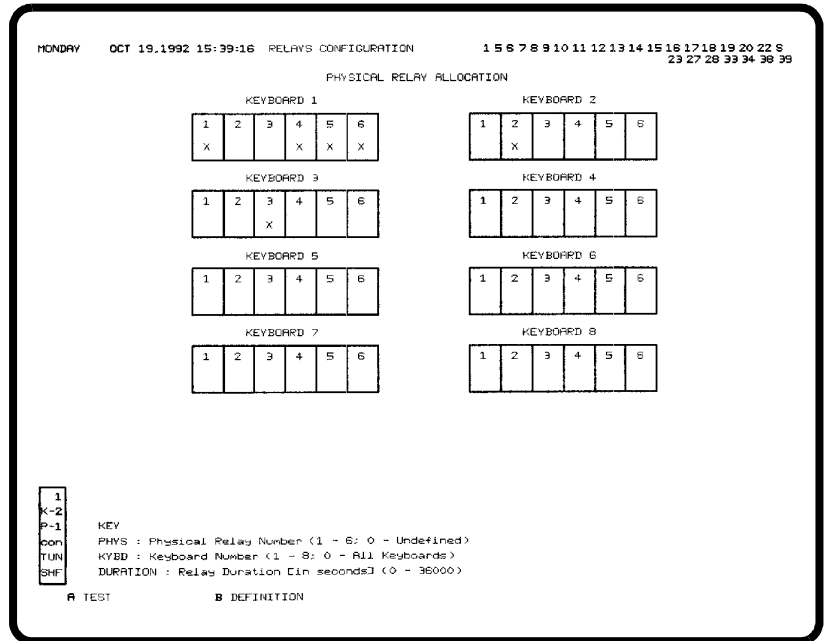 MONDAY OCT 19,1992 15:39:16 RELAYS CONFIGURATION 1 5 6 7 8 9 10 11 12 13 14 15 16 17 18 19 20 22 S
23 27 28 33 34 38 39
PHYSICAL RELAY ALLOCATION
KEYBOARD 1 KEYBOARD 2
1 2 3 4 5 6 1 2 3 4 5 6
X X X X X
KEYBOARD 3 KEYBOARD 4
1 2 3 4 5 6 1 2 3 4 5 6
X
KEYBOARD 5 KEYBOARD 6
1 2 3 4 5 6 1 2 3 4 5 6
KEYBOARD 7 KEYBOARD 8
1 2 3 4 5 6 1 2 3 4 5 6
1
K-2
P-1 KEY
con PHYS : Physical Relay Number (1 - 6; 0 - Undefined)
TUN KYBD : Keyboard Number (1 - 8; 0 - All Keyboards)
SHF DURATION : Relay Duration [in seconds] (0 - 36000)
A TEST B DEFINITION